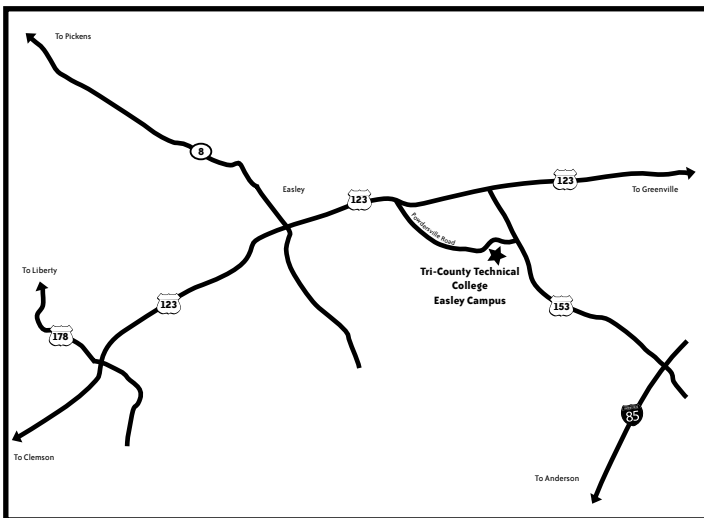 To Pickens
8
Easley
123
123
To Greenville
Powdersville Road
Tri-County Technical
College
Easley Campus
To Liberty
123
153
178
85
To Clemson
To Anderson